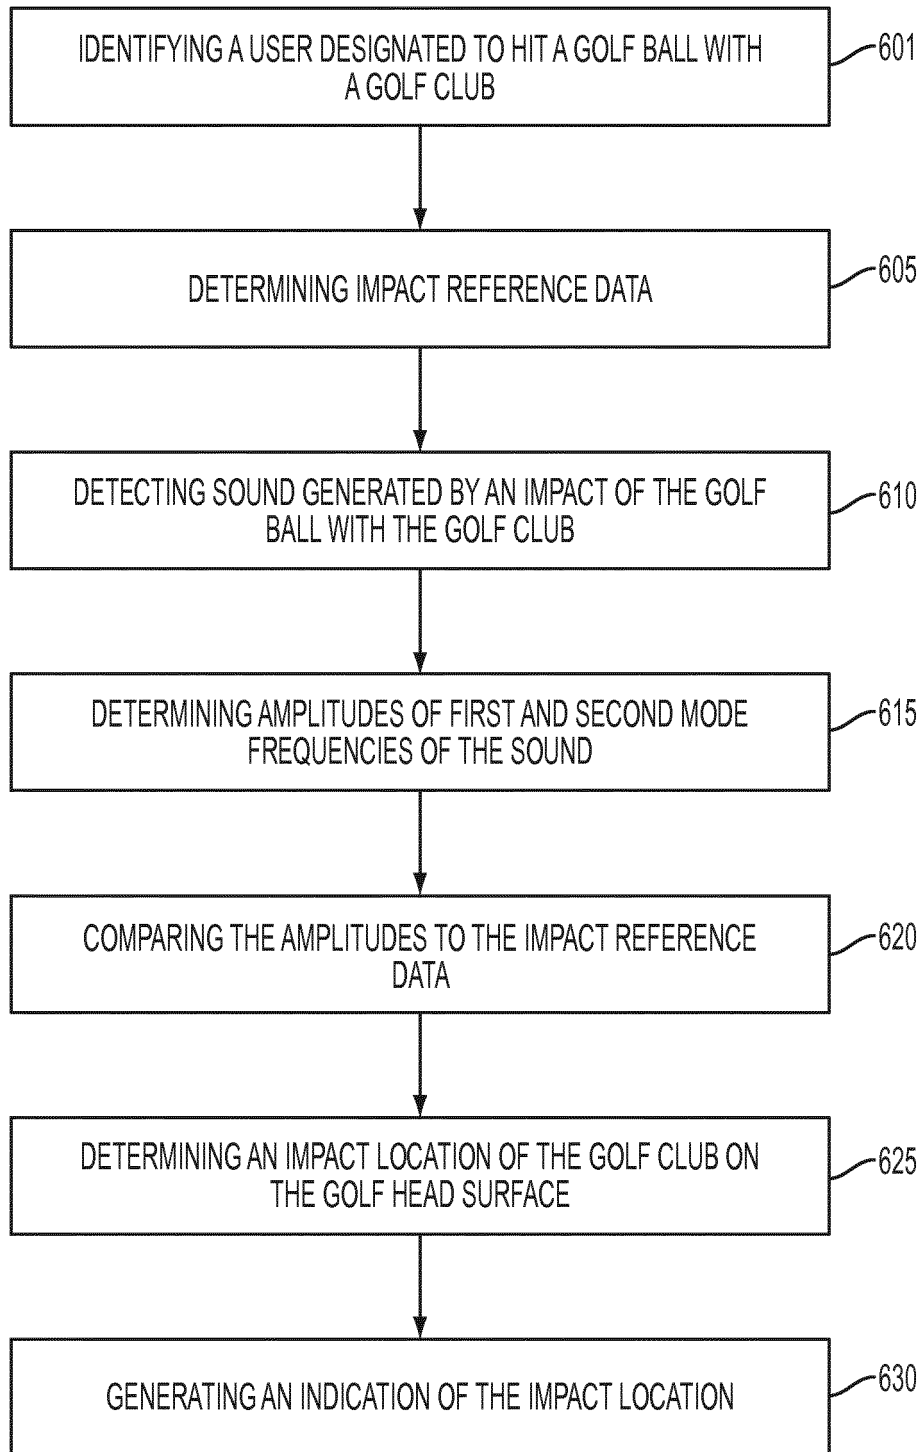 IDENTIFYING A USER DESIGNATED TO HIT A GOLF BALL WITH
A GOLF CLUB
601
DETERMINING IMPACT REFERENCE DATA
605
DETECTING SOUND GENERATED BY AN IMPACT OF THE GOLF
BALL WITH THE GOLF CLUB
610
DETERMINING AMPLITUDES OF FIRST AND SECOND MODE
FREQUENCIES OF THE SOUND
615
COMPARING THE AMPLITUDES TO THE IMPACT REFERENCE
DATA
620
DETERMINING AN IMPACT LOCATION OF THE GOLF CLUB ON
THE GOLF HEAD SURFACE
625
GENERATING AN INDICATION OF THE IMPACT LOCATION
630